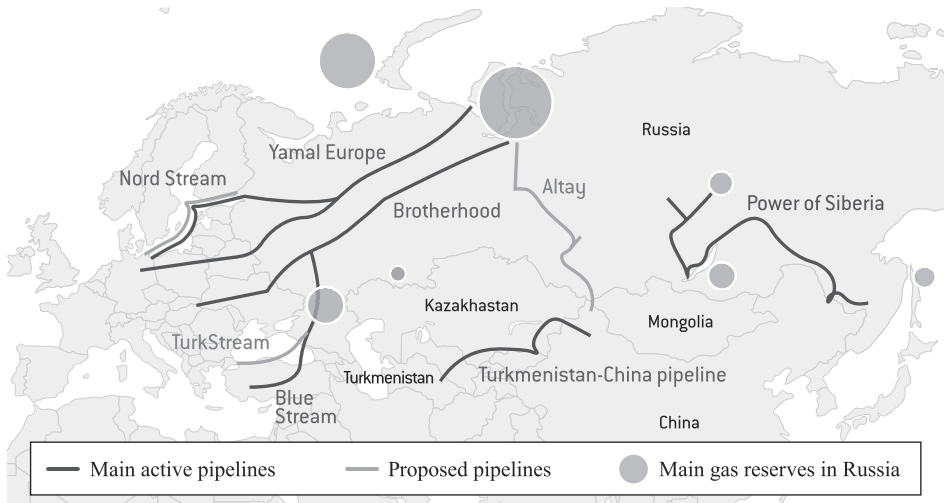 Russia
Yamal Europe
Nord Stream
Altay
Brotherhood
Power of Siberia
Kazakhastan
Mongolia
TurkStream
Turkmenistan
Turkmenistan-China pipeline
Blue
Stream
China
Main active pipelines
Proposed pipelines
Main gas reserves in Russia